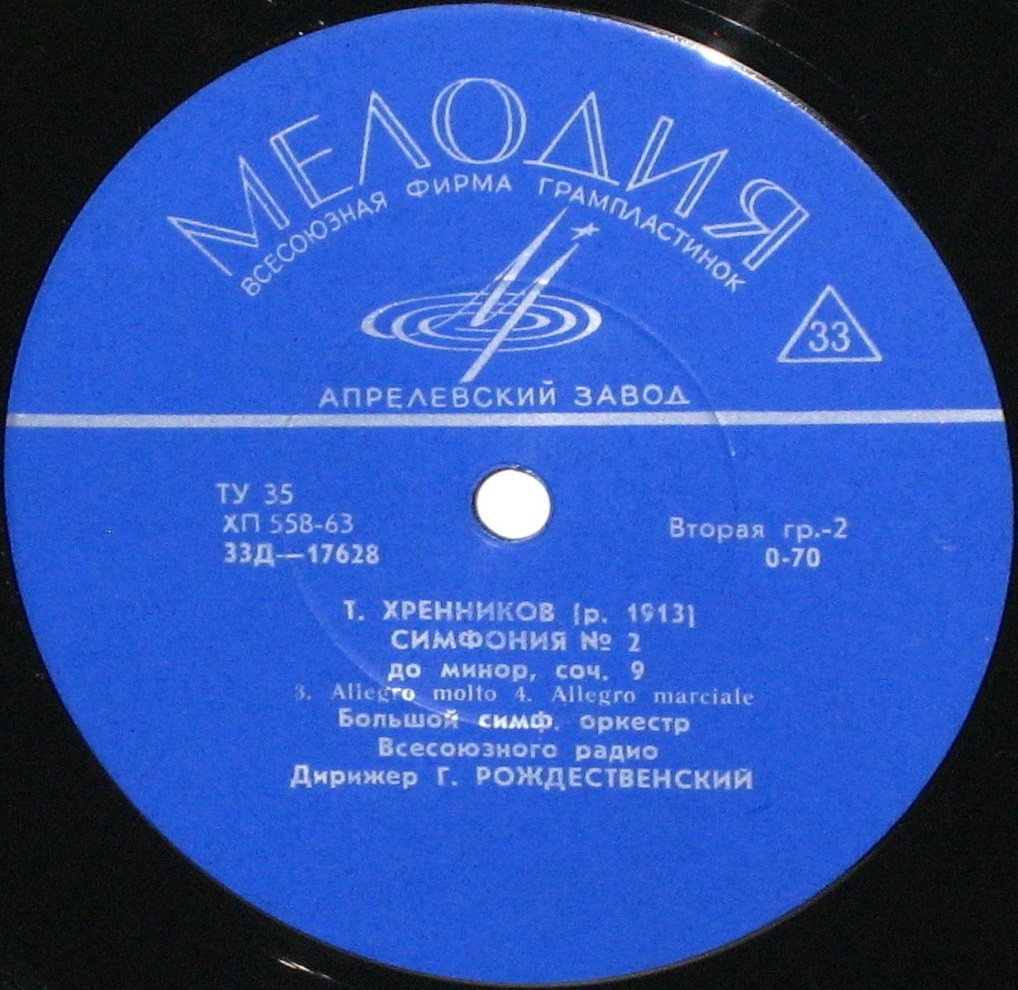 МЕЛОДИЯ
ВСЕСОЮЗНАЯ ФИРМА ГРАМПЛАСТИНОК
33
АПРЕЛЕВСКИЙ ЗАВОД
ТУ 35
ХП 558-63
33Д—17628
Вторая гр.-2
0-70
Т. ХРЕННИКОВ (р. 1913)
СИМФОНИЯ № 2
до минор, соч. 9
3. Allegro molto 4. Allegro marciale
Большой симф. оркестр
Всесоюзного радио
Дирижер Г. РОЖДЕСТВЕНСКИЙ